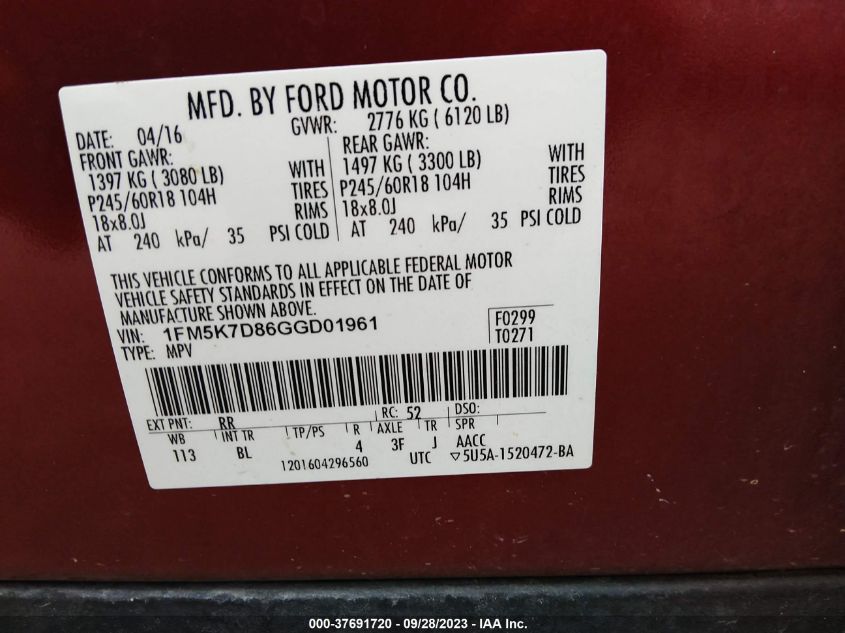 MFD. BY FORD MOTOR CO.
DATE: 04/16 GVWR: 2776 KG ( 6120 LB)
FRONT GAWR: REAR GAWR:
1397 KG ( 3080 LB) WITH 1497 KG ( 3300 LB) WITH
P245/60R18 104H TIRES P245/60R18 104H TIRES
18x8.0J RIMS 18x8.0J RIMS
AT 240 kPa/ 35 PSI COLD AT 240 kPa/ 35 PSI COLD
THIS VEHICLE CONFORMS TO ALL APPLICABLE FEDERAL MOTOR
VEHICLE SAFETY STANDARDS IN EFFECT ON THE DATE OF
MANUFACTURE SHOWN ABOVE.
VIN: 1FM5K7D86GGD01961 F0299
TYPE: MPV T0271
EXT PNT: RR RC: 52 DSO:
WB INT TR TP/PS R AXLE TR SPR
113 BL 4 3F J AACC
1201604296560 UTC ▽5U5A-1520472-BA
000-37691720 - 09/28/2023 - IAA Inc.